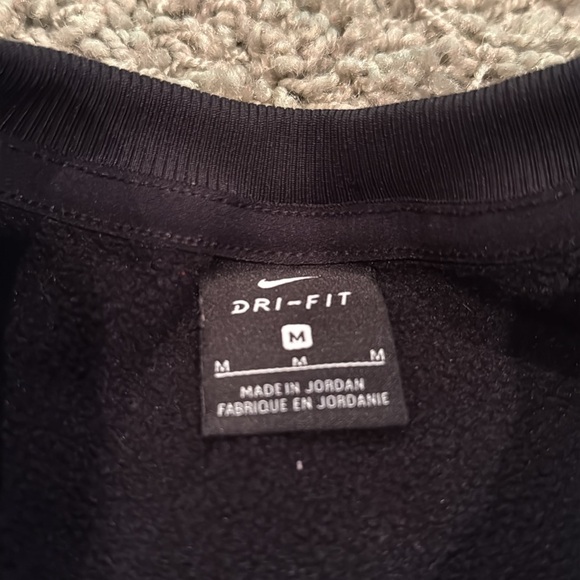 DRI-FIT
M
M M M
MADE IN JORDAN
FABRIQUE EN JORDANIE